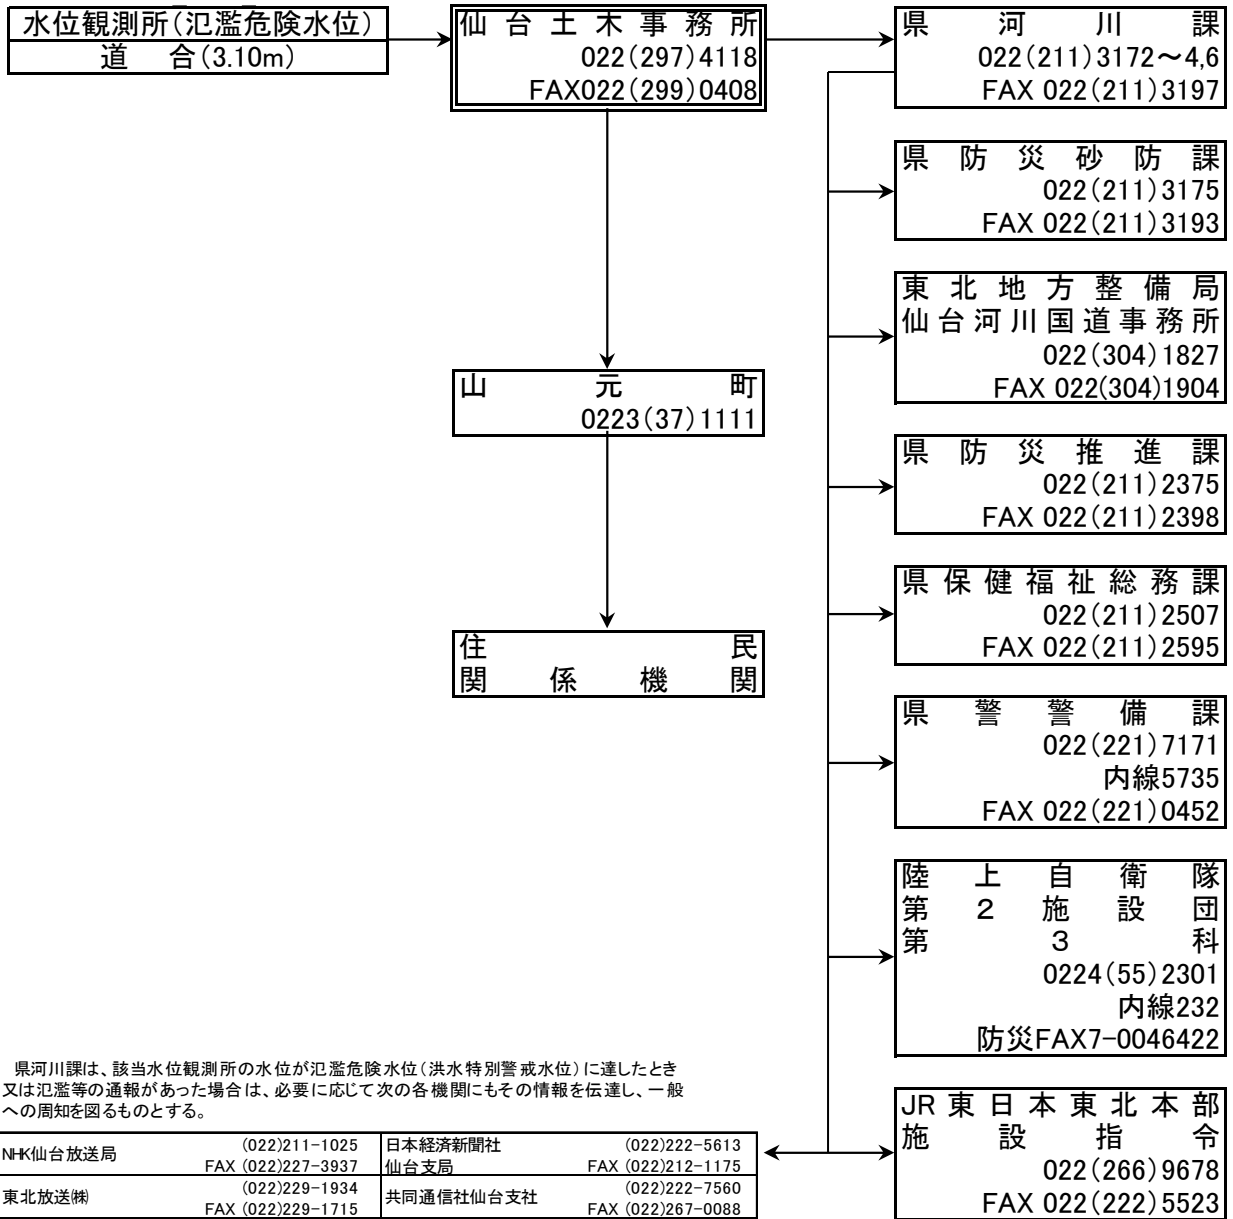 水位観測所(氾濫危険水位)
道 合(3.10m)
仙台土木事務所
022(297)4118
FAX022(299)0408
県河川課
022(211)3172～4,6
FAX 022(211)3197
県防災砂防課
022(211)3175
FAX 022(211)3193
東北地方整備局
仙台河川国道事務所
022(304)1827
FAX 022(304)1904
山元町
0223(37)1111
県防災推進課
022(211)2375
FAX 022(211)2398
県保健福祉総務課
022(211)2507
FAX 022(211)2595
住民
関係機関
県警警備課
022(221)7171
内線5735
FAX 022(221)0452
陸上自衛隊
第2施設団
第3科
0224(55)2301
内線232
防災FAX7-0046422
JR東日本東北本部
施設指令
022(266)9678
FAX 022(222)5523
県河川課は、該当水位観測所の水位が氾濫危険水位(洪水特別警戒水位)に達したとき
又は氾濫等の通報があった場合は、必要に応じて次の各機関にもその情報を伝達し、一般
への周知を図るものとする。
NHK仙台放送局
(022)211-1025
FAX (022)227-3937
日本経済新聞社
仙台支局
(022)222-5613
FAX (022)212-1175
東北放送㈱
(022)229-1934
FAX (022)229-1715
共同通信社仙台支社
(022)222-7560
FAX (022)267-0088